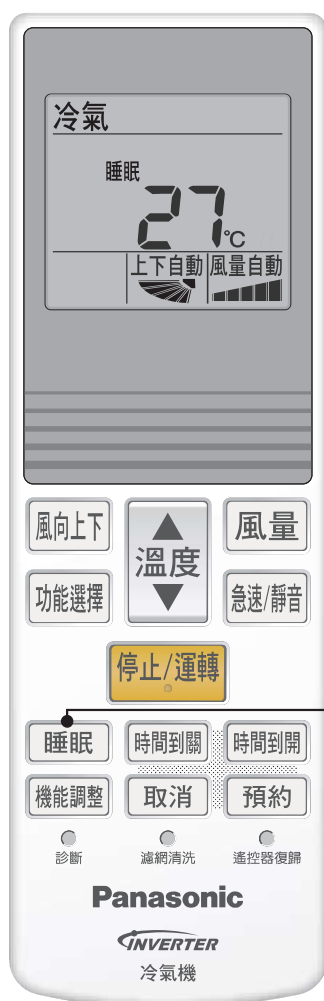 冷氣
睡眠
27℃
上下自動 風量自動
風向上下 ▲ 風量
溫度
功能選擇 ▼ 急速/靜音
停止/運轉
睡眠 時間到關 時間到開
機能調整 取消 預約
診斷 濾網清洗 遙控器復歸
Panasonic
INVERTER
冷氣機